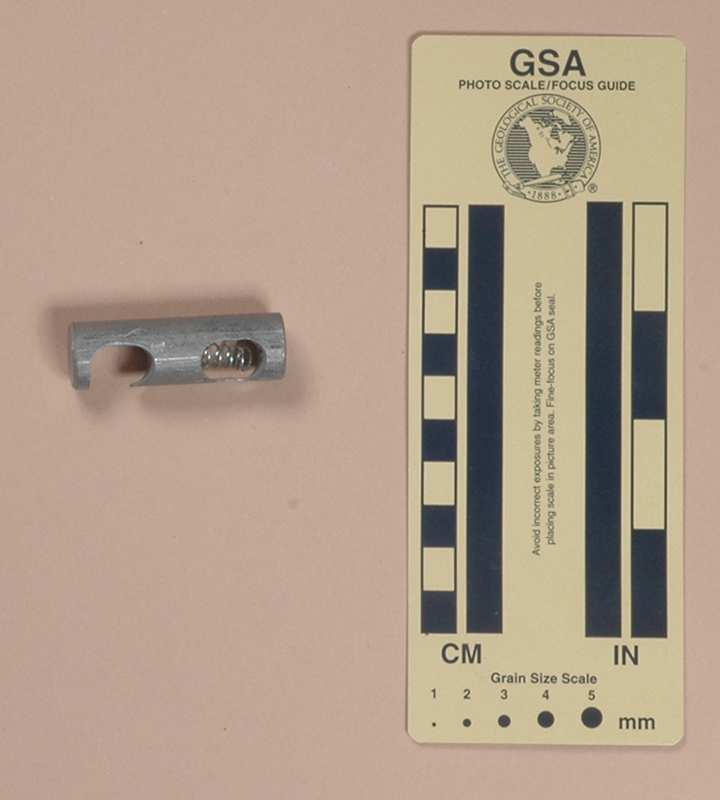 GSA
PHOTO SCALE/FOCUS GUIDE
THE GEOLOGICAL SOCIETY OF AMERICA
1888
®
Avoid incorrect exposures by taking meter readings before
placing scale in picture area. Fine-focus on GSA seal.
CM
IN
Grain Size Scale
1 2 3 4 5
mm